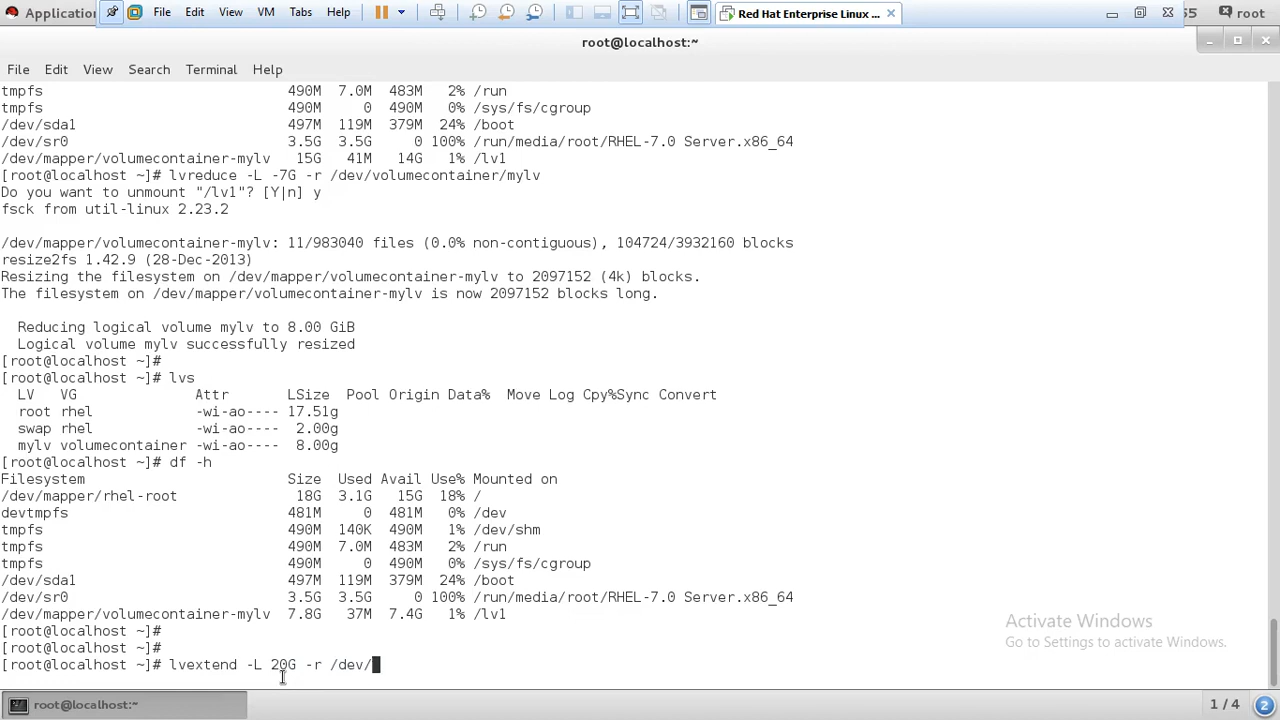 File Edit View VM Tabs Help Red Hat Enterprise Linux ... 55 root
root@localhost:~
File Edit View Search Terminal Help
tmpfs 490M 7.0M 483M 2% /run
tmpfs 490M 0 490M 0% /sys/fs/cgroup
/dev/sda1 497M 119M 379M 24% /boot
/dev/sr0 3.5G 3.5G 0 100% /run/media/root/RHEL-7.0 Server.x86_64
/dev/mapper/volumecontainer-mylv 15G 41M 14G 1% /lv1
[root@localhost ~]# lvreduce -L -7G -r /dev/volumecontainer/mylv
Do you want to unmount "/lv1"? [Y|n] y
fsck from util-linux 2.23.2
/dev/mapper/volumecontainer-mylv: 11/983040 files (0.0% non-contiguous), 104724/3932160 blocks
resize2fs 1.42.9 (28-Dec-2013)
Resizing the filesystem on /dev/mapper/volumecontainer-mylv to 2097152 (4k) blocks.
The filesystem on /dev/mapper/volumecontainer-mylv is now 2097152 blocks long.
Reducing logical volume mylv to 8.00 GiB
Logical volume mylv successfully resized
[root@localhost ~]#
[root@localhost ~]# lvs
LV VG Attr LSize Pool Origin Data% Move Log Cpy%Sync Convert
root rhel -wi-ao---- 17.51g
swap rhel -wi-ao---- 2.00g
mylv volumecontainer -wi-ao---- 8.00g
[root@localhost ~]# df -h
Filesystem Size Used Avail Use% Mounted on
/dev/mapper/rhel-root 18G 3.1G 15G 18% /
devtmpfs 481M 0 481M 0% /dev
tmpfs 490M 140K 490M 1% /dev/shm
tmpfs 490M 7.0M 483M 2% /run
tmpfs 490M 0 490M 0% /sys/fs/cgroup
/dev/sda1 497M 119M 379M 24% /boot
/dev/sr0 3.5G 3.5G 0 100% /run/media/root/RHEL-7.0 Server.x86_64
/dev/mapper/volumecontainer-mylv 7.8G 37M 7.4G 1% /lv1
[root@localhost ~]#
[root@localhost ~]#
[root@localhost ~]# lvextend -L 20G -r /dev/
Activate Windows
Go to Settings to activate Windows.
root@localhost:~ 1 / 4 2